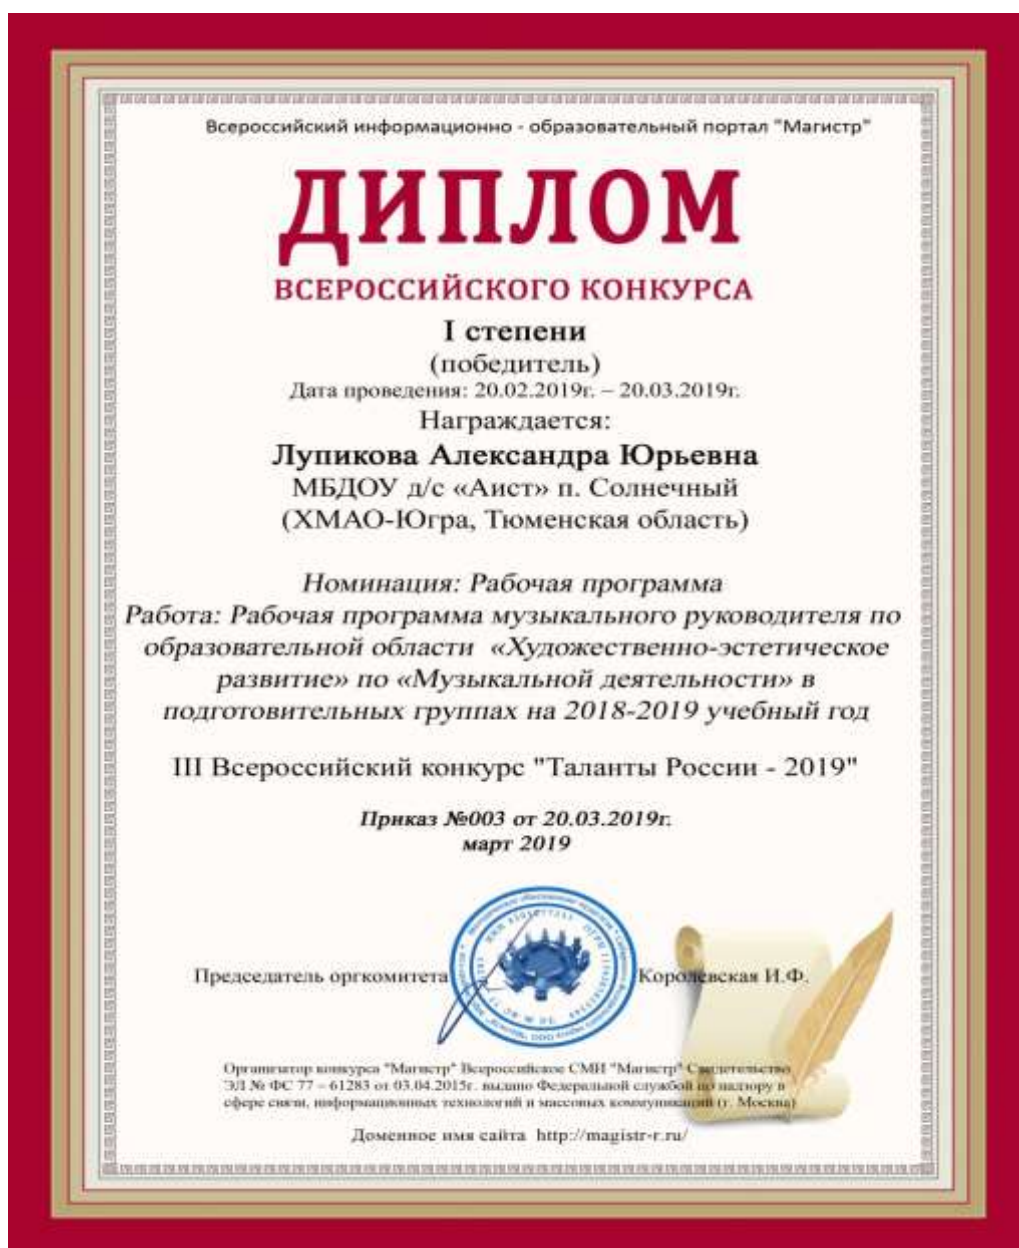 Всероссийский информационно - образовательный портал "Магистр"
ДИПЛОМ
ВСЕРОССИЙСКОГО КОНКУРСА
I степени
(победитель)
Дата проведения: 20.02.2019г. – 20.03.2019г.
Награждается:
Лупикова Александра Юрьевна
МБДОУ д/с «Аист» п. Солнечный
(ХМАО-Югра, Тюменская область)
Номинация: Рабочая программа
Работа: Рабочая программа музыкального руководителя по
образовательной области «Художественно-эстетическое
развитие» по «Музыкальной деятельности» в
подготовительных группах на 2018-2019 учебный год
III Всероссийский конкурс "Таланты России - 2019"
Приказ №003 от 20.03.2019г.
март 2019
Председатель оргкомитета Королевская И.Ф.
Организатор конкурса "Магистр" Всероссийское СМИ "Магистр" Свидетельство
ЭЛ № ФС 77 – 61283 от 03.04.2015г. выдано Федеральной службой по надзору в
сфере связи, информационных технологий и массовых коммуникаций (г. Москва)
Доменное имя сайта http://magistr-r.ru/